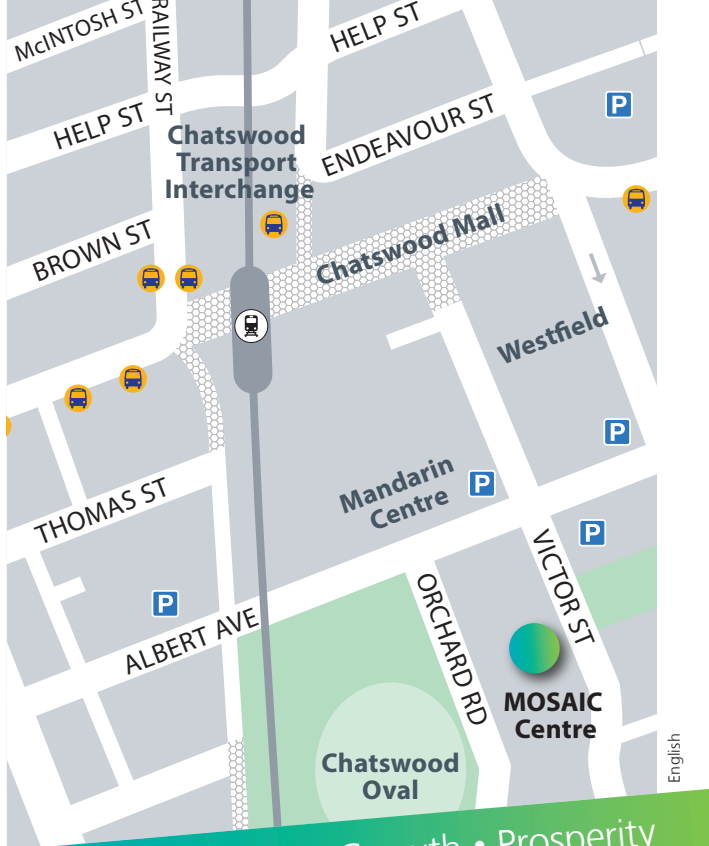 McINTOSH ST
RAILWAY ST
HELP ST
HELP ST
P
Chatswood
Transport
Interchange
ENDEAVOUR ST
BROWN ST
Chatswood Mall
Westfield
P
Mandarin
Centre
P
THOMAS ST
P
VICTOR ST
P
ALBERT AVE
ORCHARD RD
MOSAIC
Centre
Chatswood
Oval
English
Growth • Prosperity